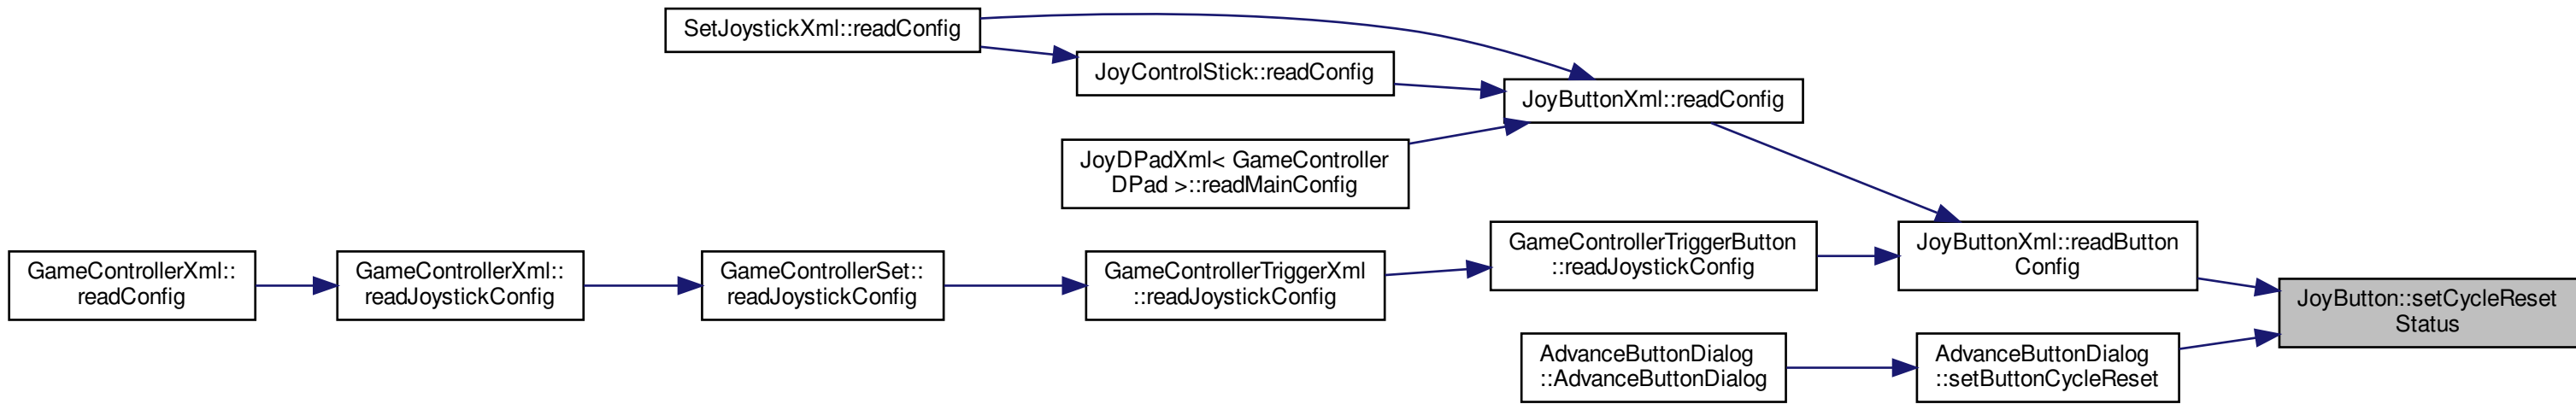 SetJoystickXml::readConfig
JoyControlStick::readConfig
JoyButtonXml::readConfig
JoyDPadXml< GameController
DPad >::readMainConfig
GameControllerXml::
readConfig
GameControllerXml::
readJoystickConfig
GameControllerSet::
readJoystickConfig
GameControllerTriggerXml
::readJoystickConfig
GameControllerTriggerButton
::readJoystickConfig
JoyButtonXml::readButton
Config
JoyButton::setCycleReset
Status
AdvanceButtonDialog
::AdvanceButtonDialog
AdvanceButtonDialog
::setButtonCycleReset